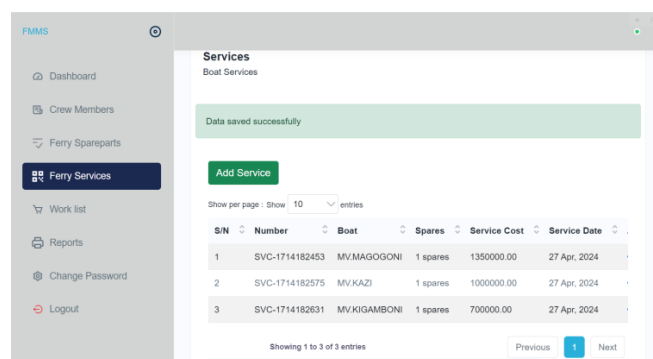 FMMS
Dashboard
Crew Members
Ferry Spareparts
Ferry Services
Work list
Reports
Change Password
Logout
Services
Boat Services
Data saved successfully
Add Service
Show per page : Show 10 entries
S/N Number Boat Spares Service Cost Service Date
1 SVC-1714182453 MV.MAGOGONI 1 spares 1350000.00 27 Apr, 2024
2 SVC-1714182575 MV.KAZI 1 spares 1000000.00 27 Apr, 2024
3 SVC-1714182631 MV.KIGAMBONI 1 spares 700000.00 27 Apr, 2024
Showing 1 to 3 of 3 entries
Previous 1 Next